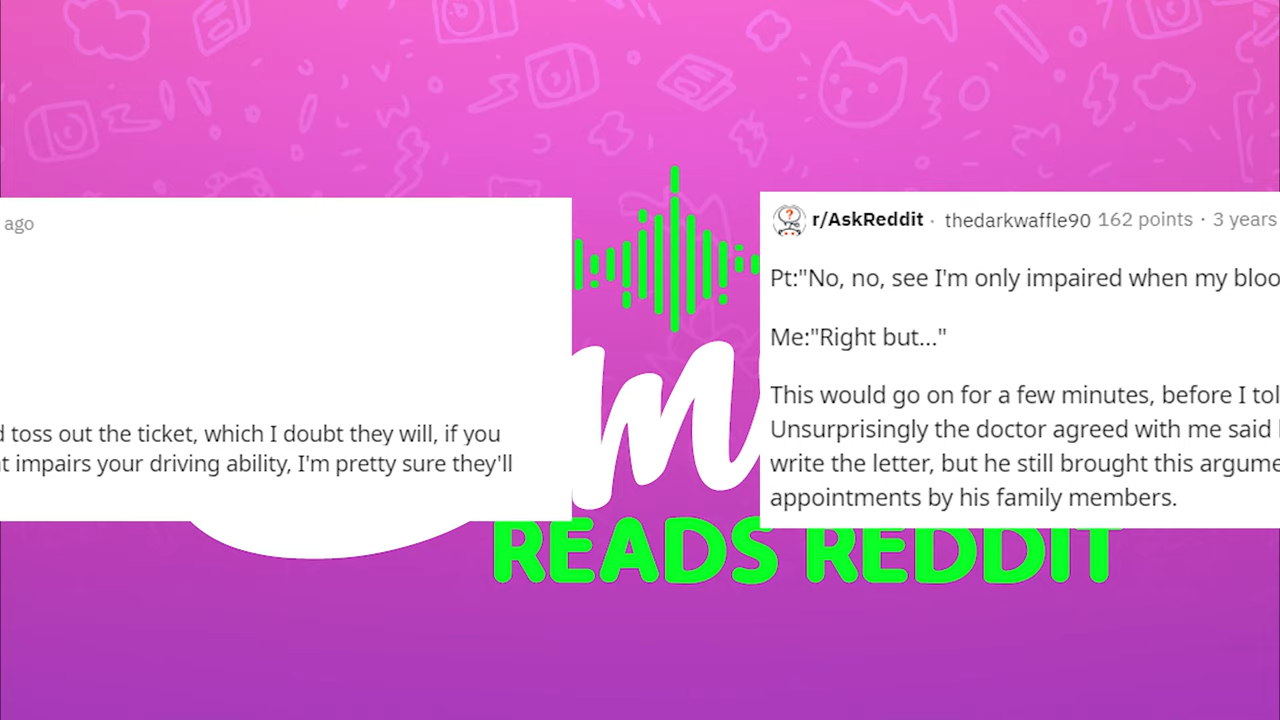 ago
toss out the ticket, which I doubt they will, if you
impairs your driving ability, I'm pretty sure they'll
r/AskReddit · thedarkwaffle90 162 points · 3 years
Pt:"No, no, see I'm only impaired when my
Me:"Right but..."
This would go on for a few minutes, before I
Unsurprisingly the doctor agreed with me said
write the letter, but he still brought this
appointments by his family members.
READS REDDIT